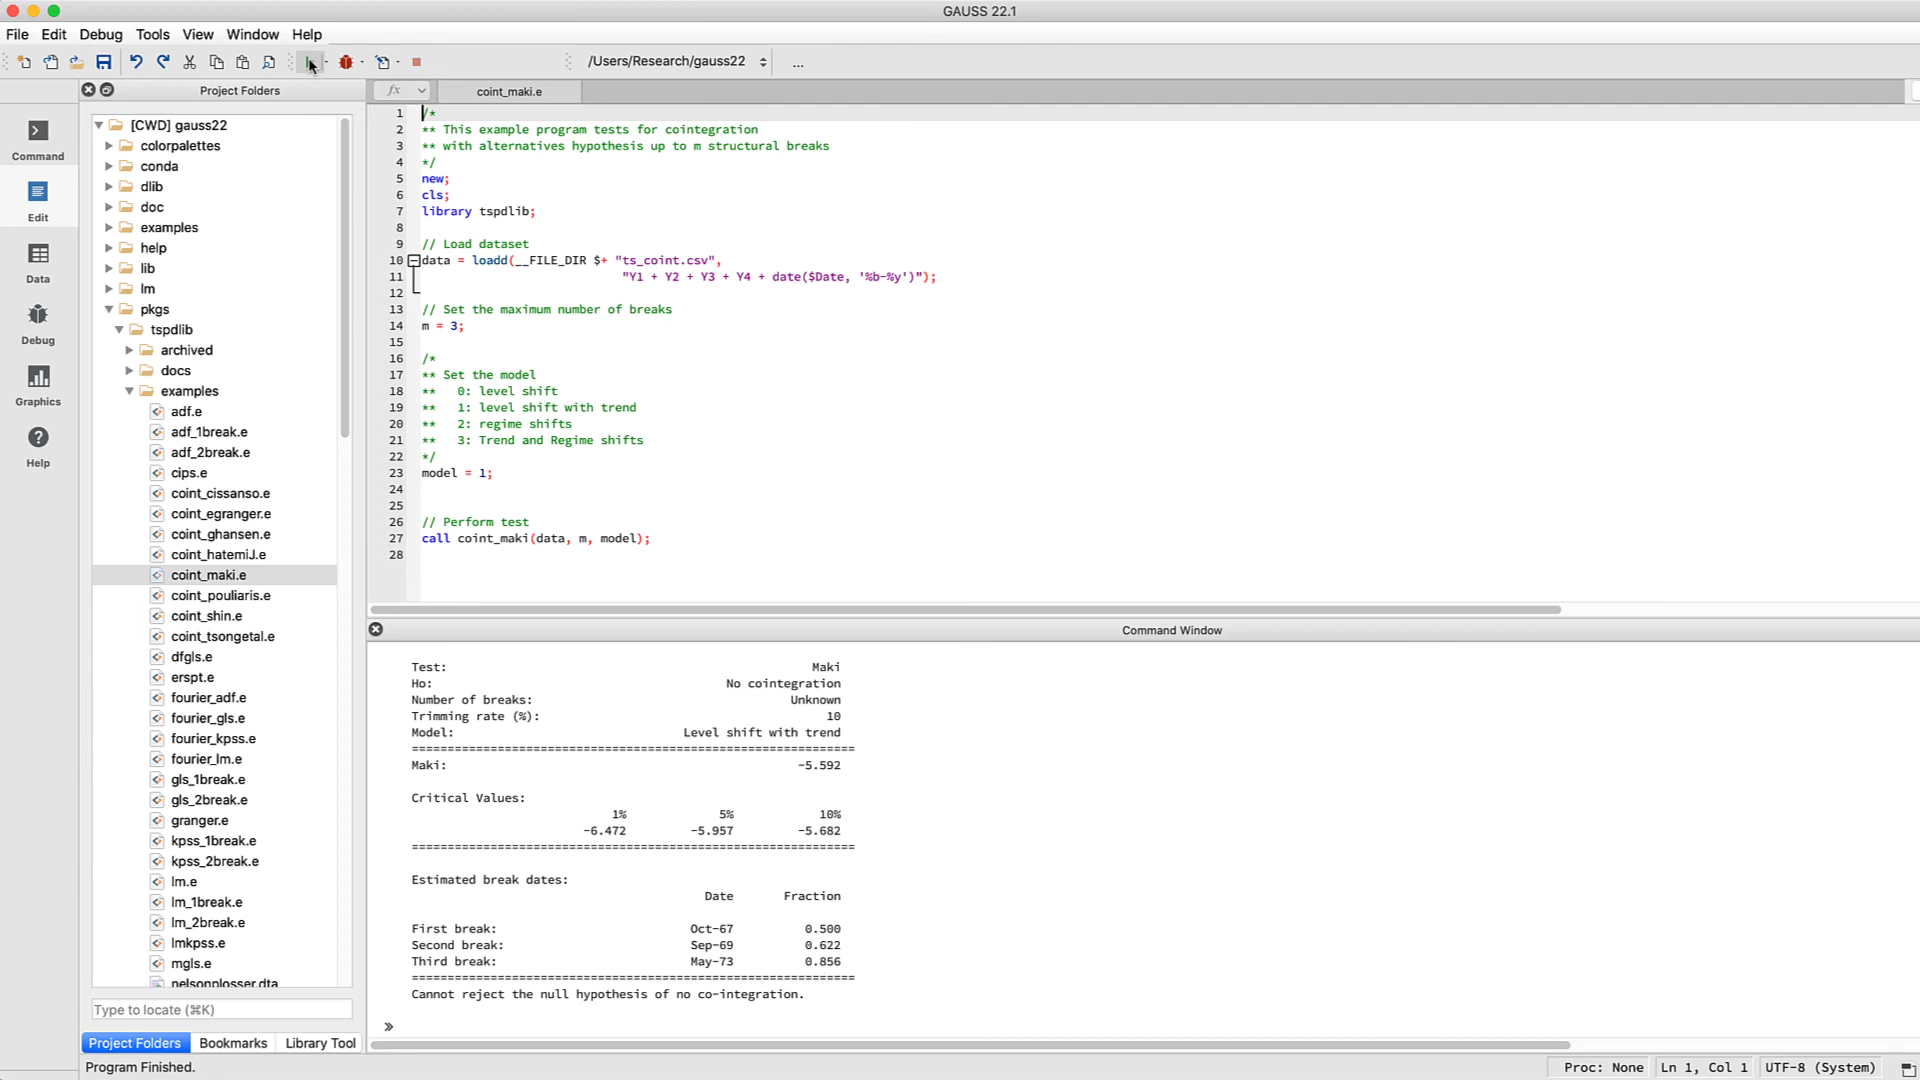 GAUSS 22.1
File Edit Debug Tools View Window Help
/Users/Research/gauss22 ...
Project Folders
fx
coint_maki.e
Command
Edit
Data
Debug
Graphics
Help
[CWD] gauss22
colorpalettes
conda
dlib
doc
examples
help
lib
lm
pkgs
tspdlib
archived
docs
examples
adf.e
adf_1break.e
adf_2break.e
cips.e
coint_cissanso.e
coint_egranger.e
coint_ghansen.e
coint_hatemiJ.e
coint_maki.e
coint_pouliaris.e
coint_shin.e
coint_tsongetal.e
dfgls.e
erspt.e
fourier_adf.e
fourier_gls.e
fourier_kpss.e
fourier_lm.e
gls_1break.e
gls_2break.e
granger.e
kpss_1break.e
kpss_2break.e
lm.e
lm_1break.e
lm_2break.e
lmkpss.e
mgls.e
nelsonplosser.dta
Type to locate (⌘K)
Project Folders Bookmarks Library Tool
1 /*
2 ** This example program tests for cointegration
3 ** with alternatives hypothesis up to m structural breaks
4 */
5 new;
6 cls;
7 library tspdlib;
8
9 // Load dataset
10 data = loadd(__FILE_DIR $+ "ts_coint.csv",
11 "Y1 + Y2 + Y3 + Y4 + date($Date, '%b-%y')");
12
13 // Set the maximum number of breaks
14 m = 3;
15
16 /*
17 ** Set the model
18 ** 0: level shift
19 ** 1: level shift with trend
20 ** 2: regime shifts
21 ** 3: Trend and Regime shifts
22 */
23 model = 1;
24
25
26 // Perform test
27 call coint_maki(data, m, model);
28
Command Window
Test: Maki
Ho: No cointegration
Number of breaks: Unknown
Trimming rate (%): 10
Model: Level shift with trend
==============================================================
Maki: -5.592
Critical Values:
1% 5% 10%
-6.472 -5.957 -5.682
==============================================================
Estimated break dates:
Date Fraction
First break: Oct-67 0.500
Second break: Sep-69 0.622
Third break: May-73 0.856
==============================================================
Cannot reject the null hypothesis of no co-integration.
»
Program Finished.
Proc: None Ln 1, Col 1 UTF-8 (System)